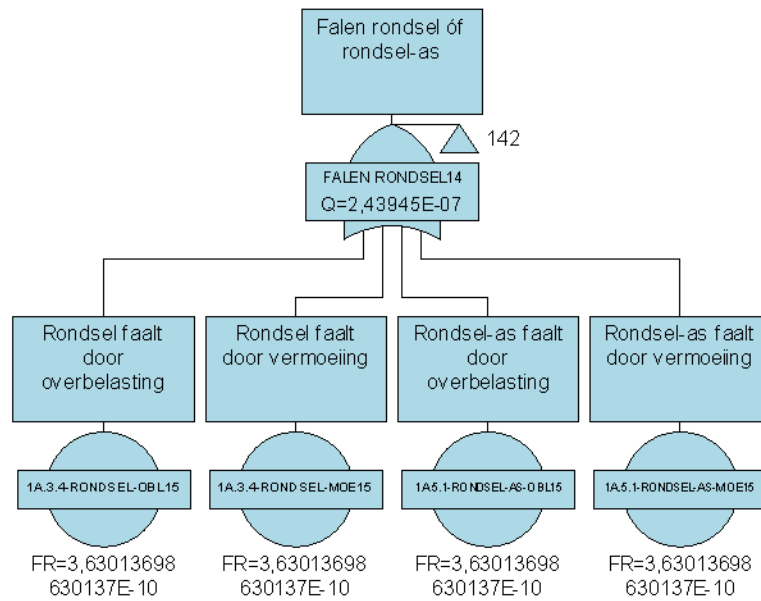 Falen rondsel óf
rondsel-as
142
FALEN RONDSEL14
Q=2,43945E-07
Rondsel faalt
door
overbelasting
Rondsel faalt
door vermoeiing
Rondsel-as faalt
door
overbelasting
Rondsel-as faalt
door vermoeiing
1A.3.4-RONDSEL-OBL15
1A.3.4-RONDSEL-MOE15
1A5.1-RONDSEL-AS-OBL15
1A5.1-RONDSEL-AS-MOE15
FR=3,63013698
630137E-10
FR=3,63013698
630137E-10
FR=3,63013698
630137E-10
FR=3,63013698
630137E-10